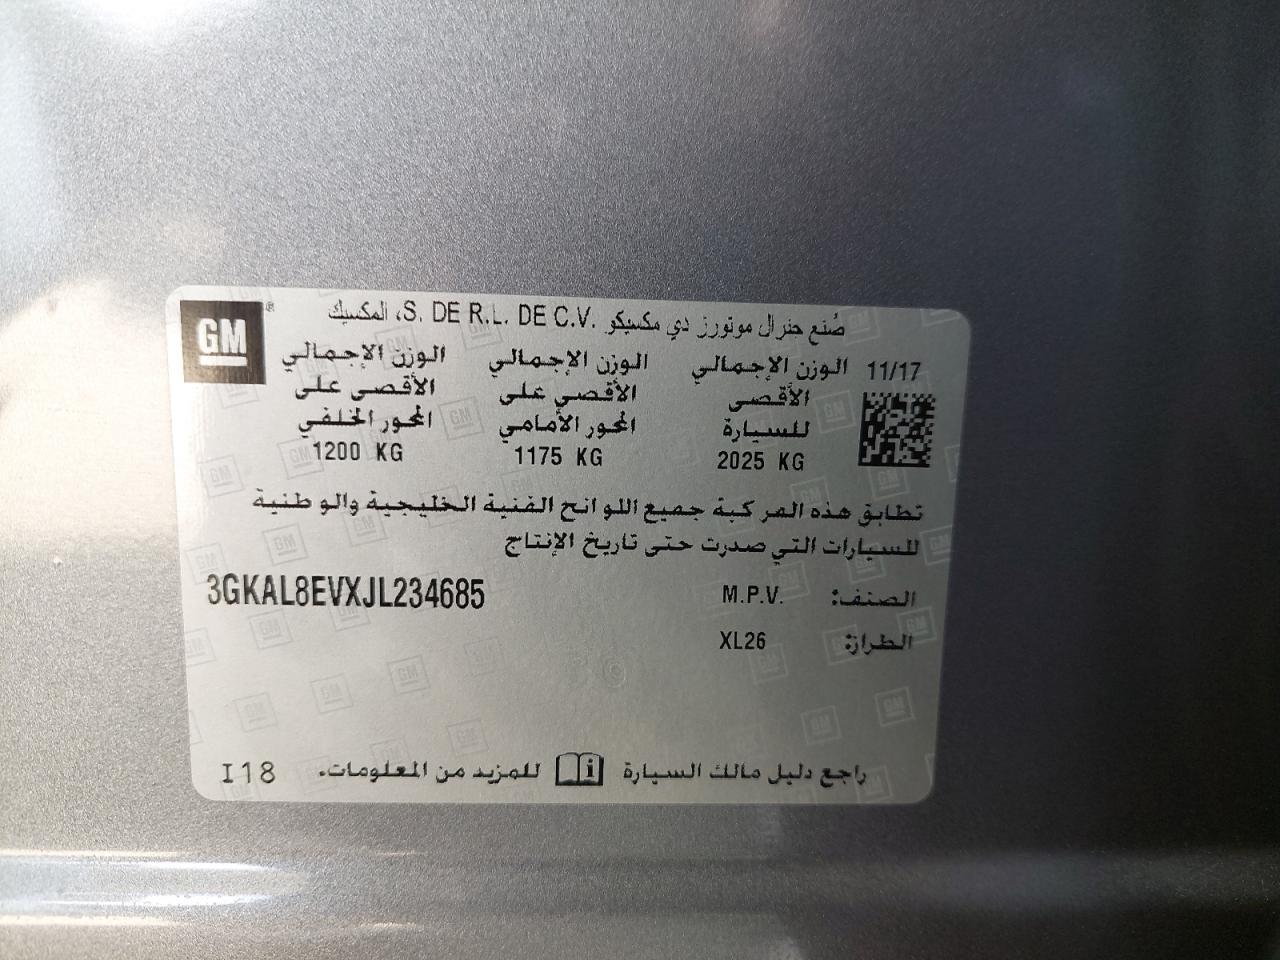 GM
صُنع جنرال موتورز دي مكسيكو S. DE R.L. DE C.V.، المكسيك
11/17
الوزن الإجمالي الأقصى للسيارة
2025 KG
الوزن الإجمالي الأقصى على المحور الأمامي
1175 KG
الوزن الإجمالي الأقصى على المحور الخلفي
1200 KG
تطابق هذه المركبة جميع اللوائح الفنية الخليجية والوطنية
للسيارات التي صدرت حتى تاريخ الإنتاج
الصنف: M.P.V.
3GKAL8EVXJL234685
الطراز: XL26
راجع دليل مالك السيارة للمزيد من المعلومات.
I18